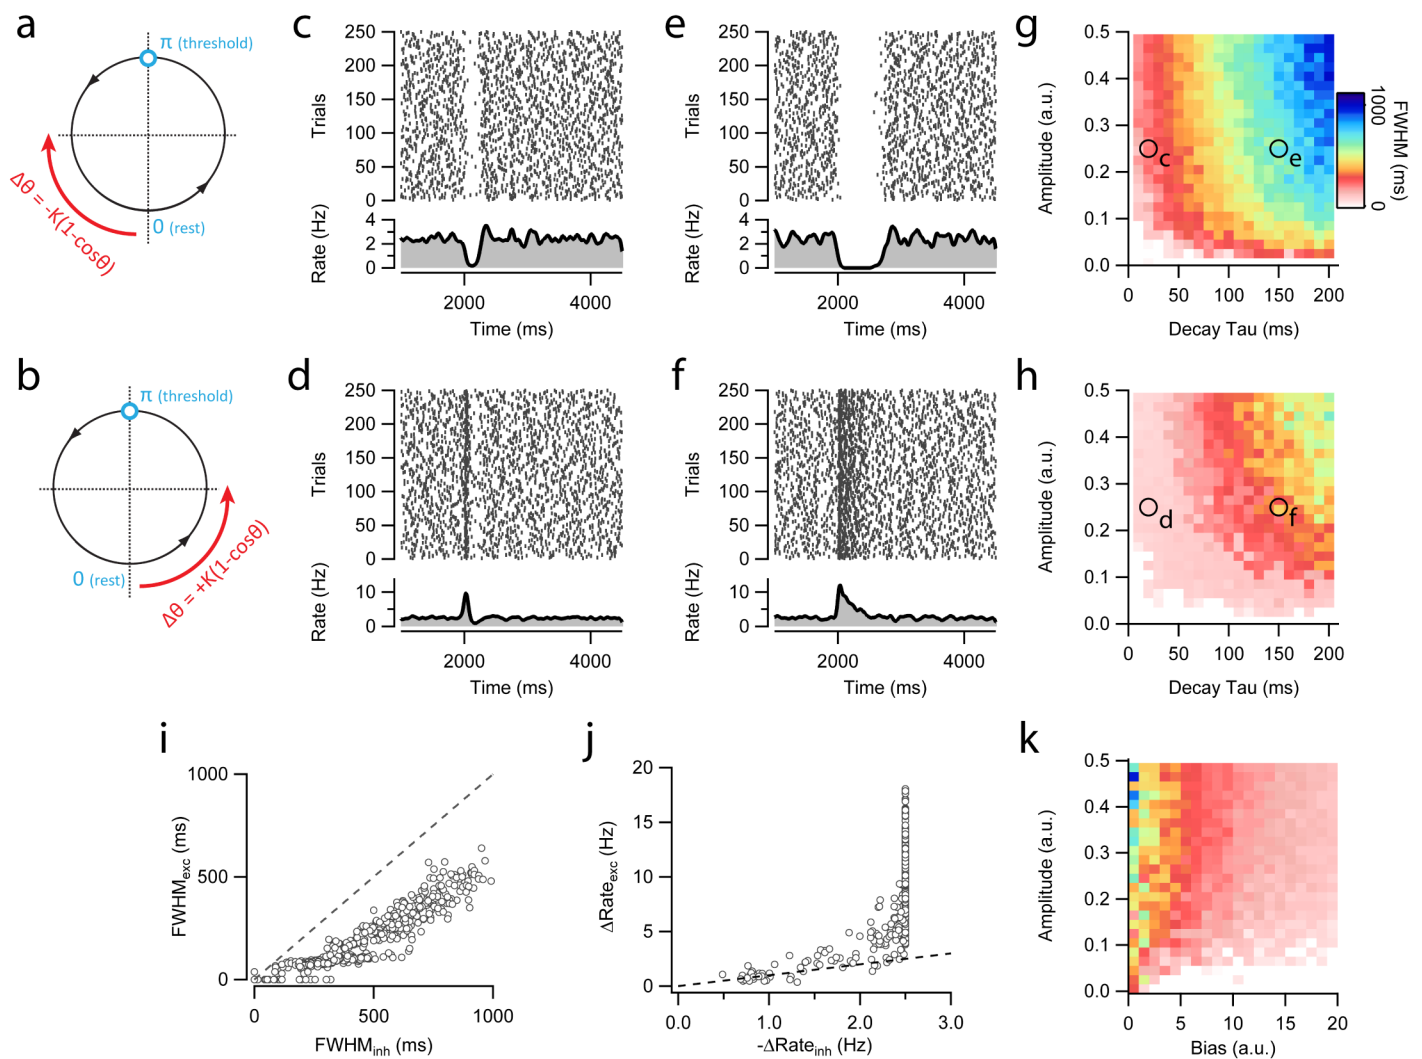 a
π (threshold)
0 (rest)
Δθ = -K(1-cosθ)
c
250
200
150
100
50
0
Trials
4
2
0
Rate (Hz)
2000
4000
Time (ms)
e
250
200
150
100
50
0
Trials
4
2
0
Rate (Hz)
2000
4000
Time (ms)
g
0.5
0.4
0.3
0.2
0.1
0.0
Amplitude (a.u.)
c
e
0
50
100
150
200
Decay Tau (ms)
1000
0
FWHM (ms)
b
π (threshold)
0 (rest)
Δθ = +K(1-cosθ)
d
250
200
150
100
50
0
Trials
10
0
Rate (Hz)
2000
4000
Time (ms)
f
250
200
150
100
50
0
Trials
10
0
Rate (Hz)
2000
4000
Time (ms)
h
0.5
0.4
0.3
0.2
0.1
0.0
Amplitude (a.u.)
d
f
0
50
100
150
200
Decay Tau (ms)
i
1000
500
0
FWHMexc (ms)
0
500
1000
FWHMinh (ms)
j
20
15
10
5
0
ΔRateexc (Hz)
0.0
1.0
2.0
3.0
-ΔRateinh (Hz)
k
0.5
0.4
0.3
0.2
0.1
0.0
Amplitude (a.u.)
0
5
10
15
20
Bias (a.u.)